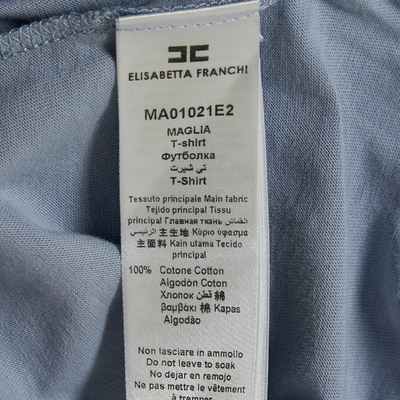 ELISABETTA FRANCHI
MA01021E2
MAGLIA
T-shirt
Футболка
تي شيرت
T-Shirt
Tessuto principale Main fabric
Tejido principal Tissu
principal Главная ткань القماش
الرئيسي 主生地 Κύριο ύφασμα
主面料 Kain utama Tecido
principal
100% Cotone Cotton
Algodòn Coton
Хлопок قطن 綿
βαμβάκι 棉 Kapas
Algodão
Non lasciare in ammollo
Do not leave to soak
No dejar en remojo
Ne pas mettre le vêtement
à tremper